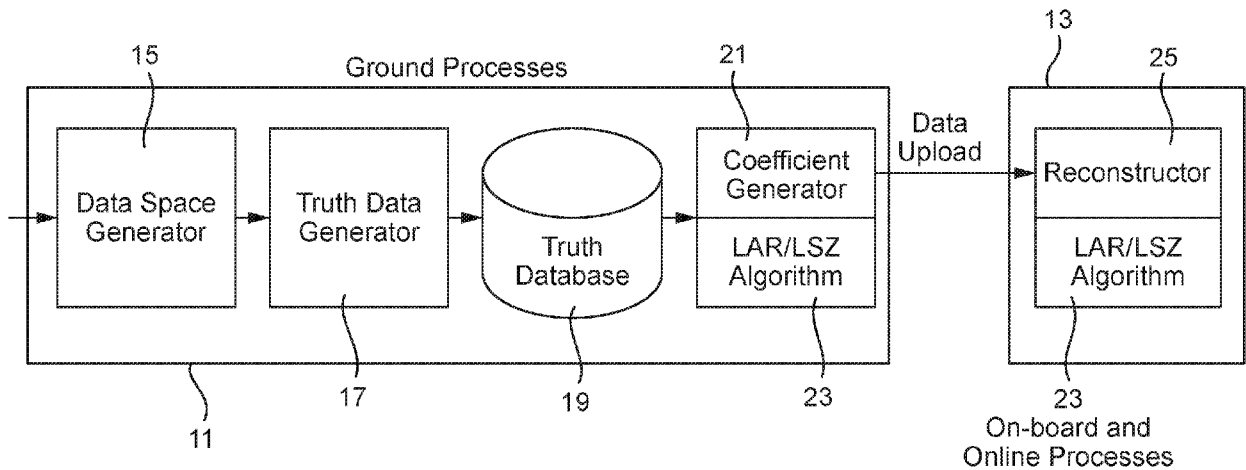 15
Ground Processes
21
13
25
Data Space
Generator
Truth Data
Generator
Truth
Database
Coefficient
Generator
LAR/LSZ
Algorithm
Data
Upload
Reconstructor
LAR/LSZ
Algorithm
11
17
19
23
23
On-board and
Online Processes